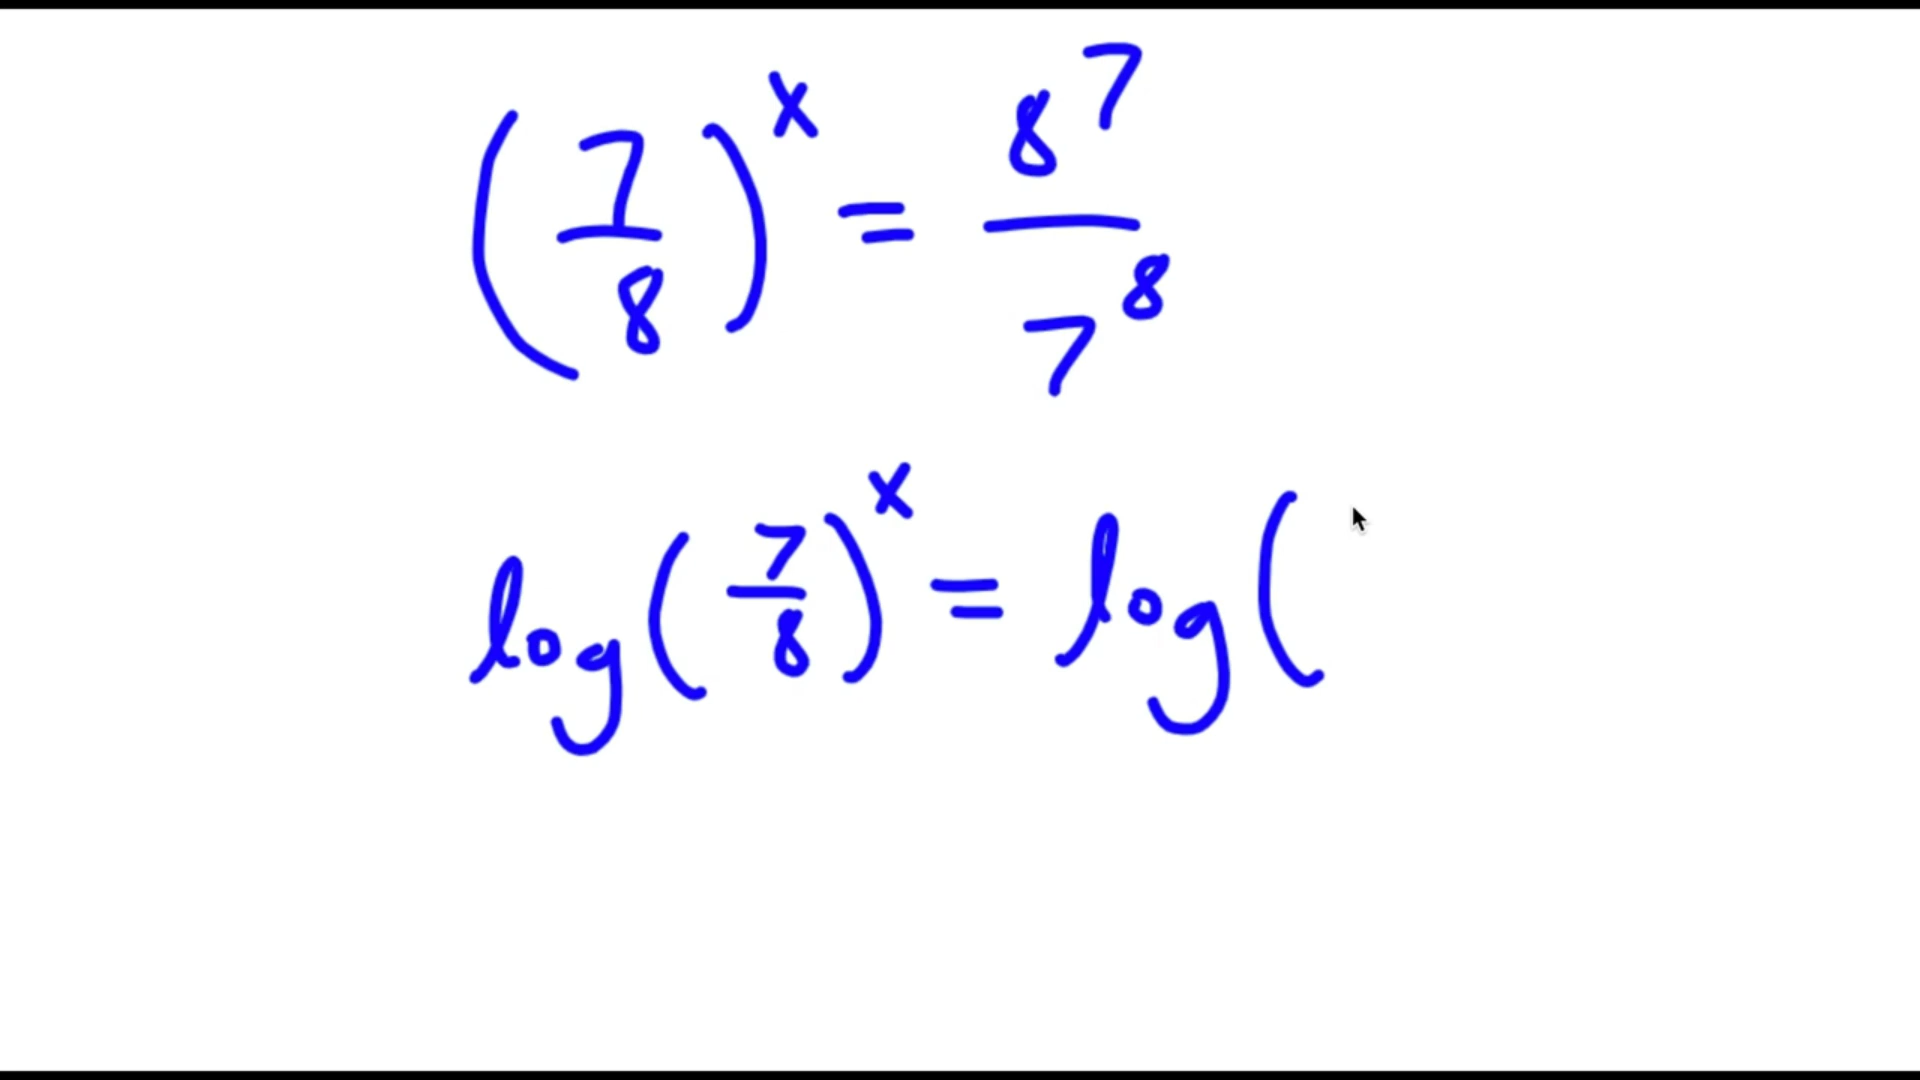 (7/8)^x = 8^7/7^8
log(7/8)^x = log(